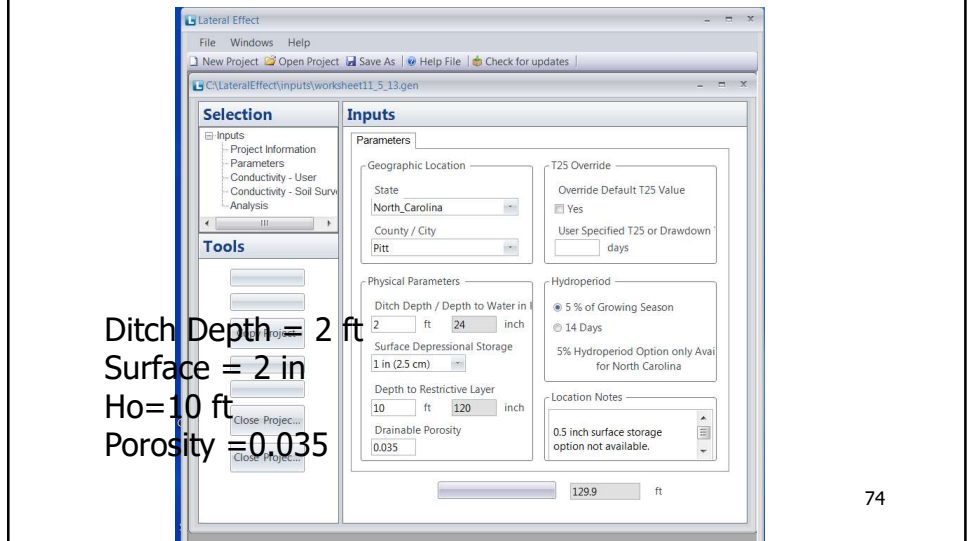 Lateral Effect
File Windows Help
New Project Open Project Save As Help File Check for updates
C:\LateralEffect\inputs\worksheet11_5_13.gen
Selection
Inputs
Project Information
Parameters
Conductivity - User
Conductivity - Soil Surv
Analysis
Tools
Copy Project
Close Projec...
Close Projec...
Ditch Depth = 2 ft
Surface = 2 in
Ho=10 ft
Porosity =0.035
Inputs
Parameters
Geographic Location
State
North_Carolina
County / City
Pitt
T25 Override
Override Default T25 Value
Yes
User Specified T25 or Drawdown
days
Physical Parameters
Ditch Depth / Depth to Water in
2 ft 24 inch
Surface Depressional Storage
1 in (2.5 cm)
Depth to Restrictive Layer
10 ft 120 inch
Drainable Porosity
0.035
Hydroperiod
5 % of Growing Season
14 Days
5% Hydroperiod Option only Avai
for North Carolina
Location Notes
0.5 inch surface storage
option not available.
129.9 ft
74